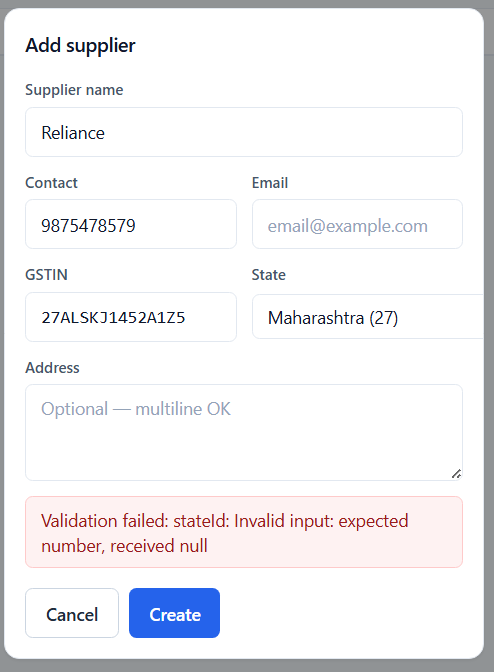 Add supplier
Supplier name
Reliance
Contact
Email
9875478579
email@example.com
GSTIN
State
27ALSKJ1452A1Z5
Maharashtra (27)
Address
Optional — multiline OK
Validation failed: stateId: Invalid input: expected
number, received null
Cancel
Create